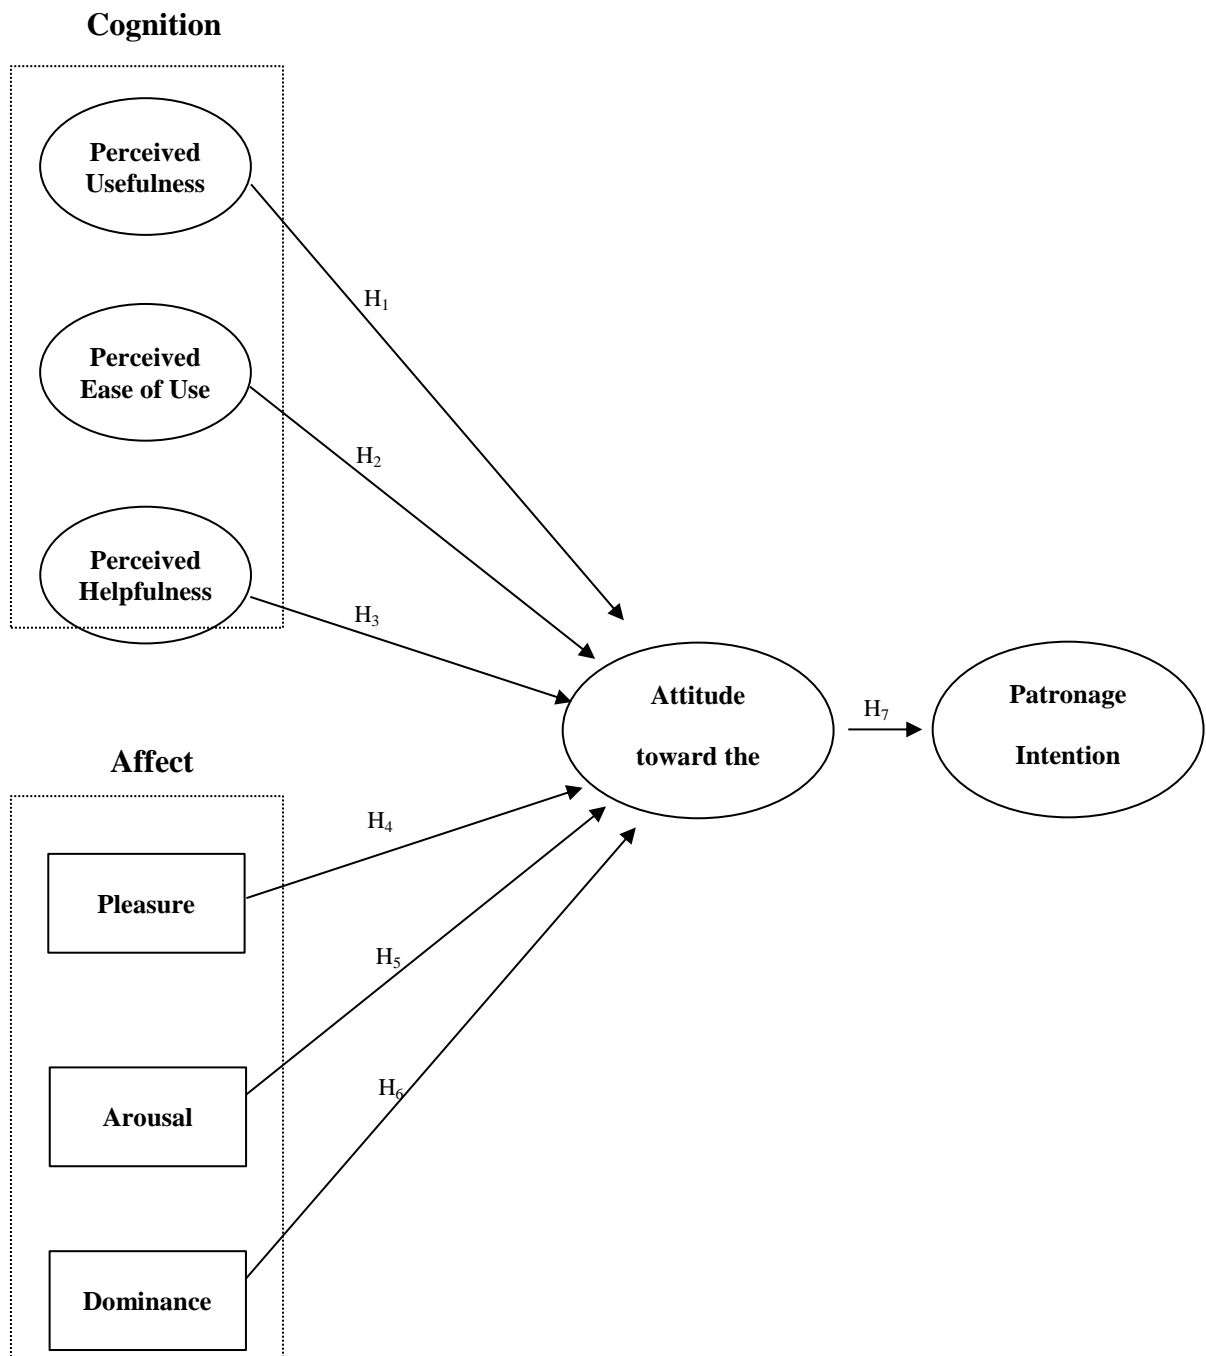 Cognition
Perceived
Usefulness
H₁
Perceived
Ease of Use
H₂
Perceived
Helpfulness
H₃
Attitude
toward the
H₇
Patronage
Intention
Affect
H₄
Pleasure
H₅
Arousal
H₆
Dominance